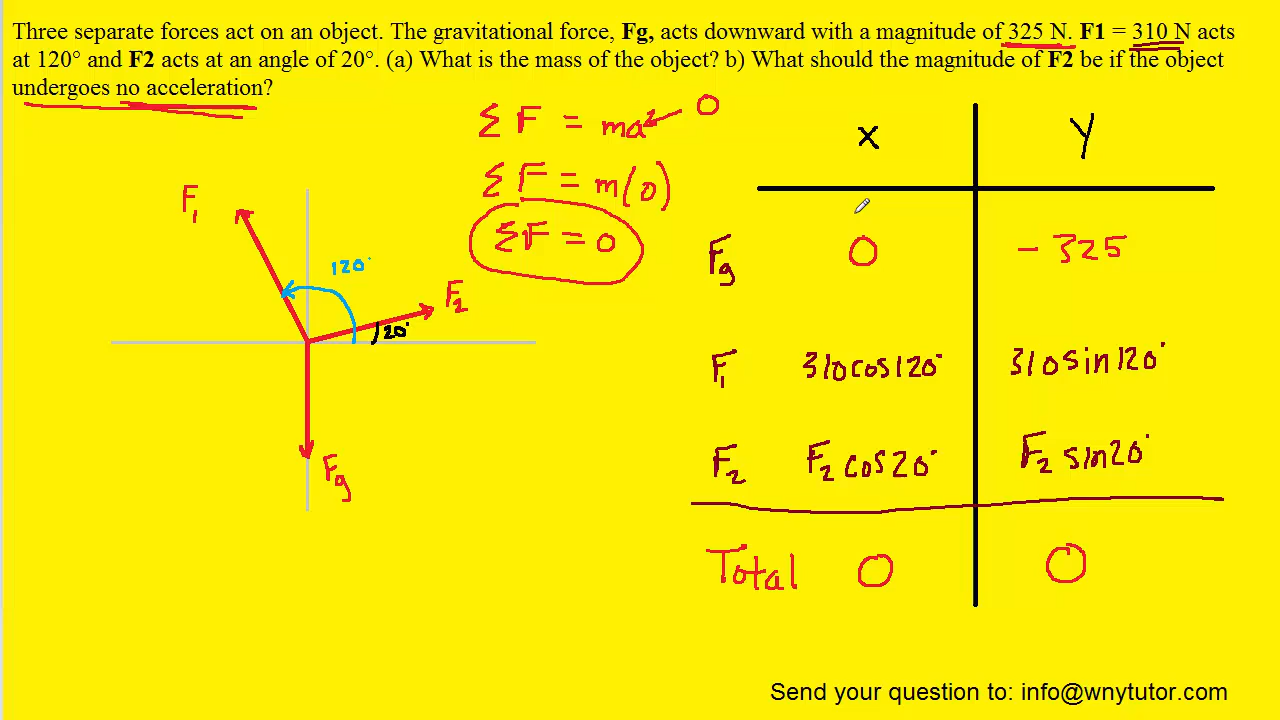 Three separate forces act on an object. The gravitational force, Fg, acts downward with a magnitude of 325 N. F1 = 310 N acts
at 120° and F2 acts at an angle of 20°. (a) What is the mass of the object? b) What should the magnitude of F2 be if the object
undergoes no acceleration?
ΣF = ma 0
ΣF = m(0)
ΣF = 0
F₁
120°
F₂
20°
Fg
X Y
Fg 0 - 325
F₁ 310cos120° 310sin120°
F₂ F₂ cos20° F₂ sin20°
Total 0 0
Send your question to: info@wnytutor.com